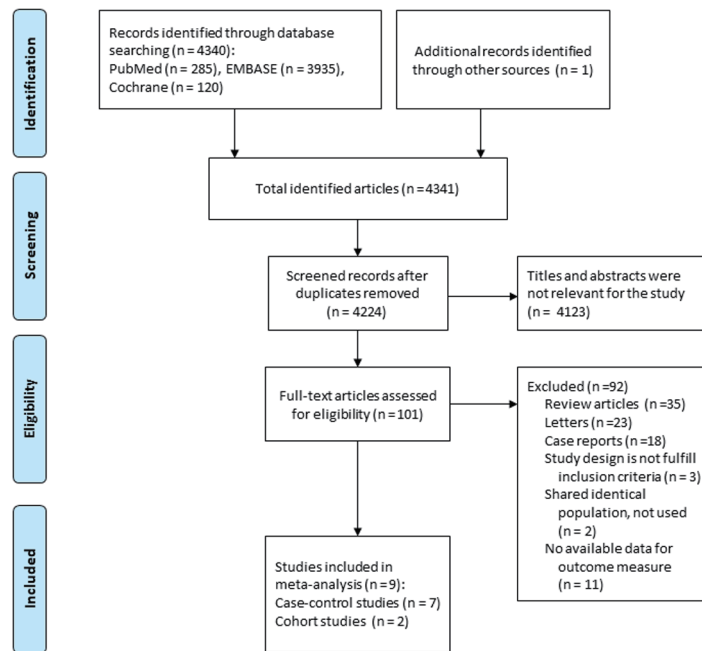 Identification
Records identified through database
searching (n = 4340):
PubMed (n = 285), EMBASE (n = 3935),
Cochrane (n = 120)
Additional records identified
through other sources (n = 1)
Total identified articles (n = 4341)
Screening
Screened records after
duplicates removed
(n = 4224)
Titles and abstracts were
not relevant for the study
(n = 4123)
Eligibility
Full-text articles assessed
for eligibility (n = 101)
Excluded (n =92)
Review articles (n =35)
Letters (n =23)
Case reports (n =18)
Study design is not fulfill
inclusion criteria (n = 3)
Shared identical
population, not used
(n = 2)
No available data for
outcome measure
(n = 11)
Included
Studies included in
meta-analysis (n = 9):
Case-control studies (n = 7)
Cohort studies (n = 2)